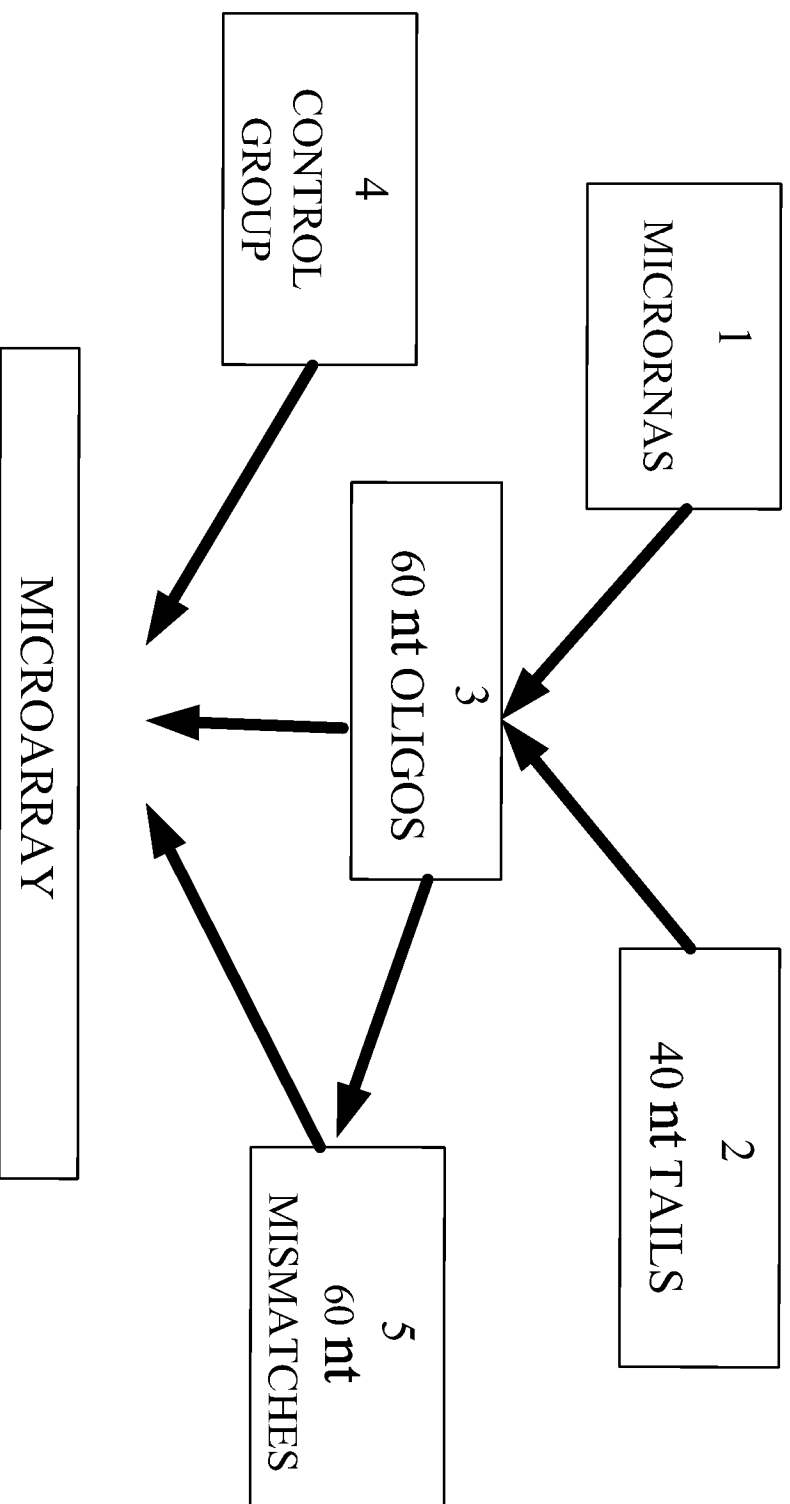 1
MICRORNAS
2
40 nt TAILS
3
60 nt OLIGOS
4
CONTROL
GROUP
5
60 nt
MISMATCHES
MICROARRAY